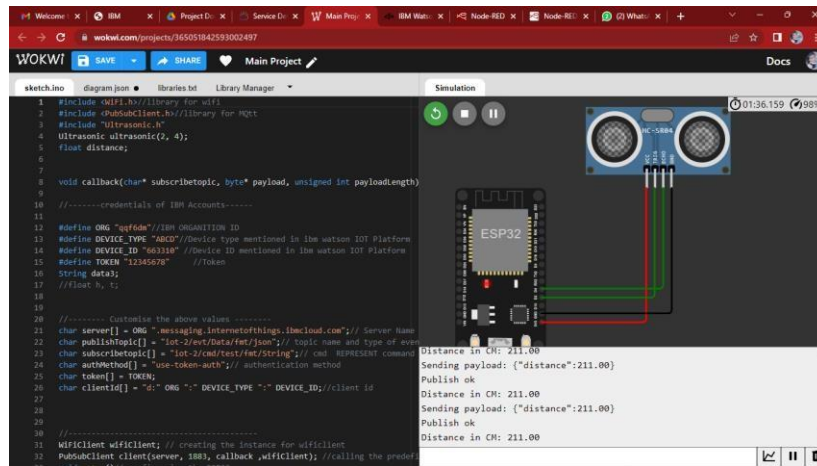 Welcome
IBM
Project Do
Service De
Main Proje
IBM Wats
Node-RED
Node-RED
(2) Whats
wokwi.com/projects/365051842593002497
WOKWI
SAVE
SHARE
Main Project
Docs
sketch.ino
diagram.json
libraries.txt
Library Manager
Simulation
1 #include <WiFi.h>//library for wifi
2 #include <PubSubClient.h>//library for MQtt
3 #include "Ultrasonic.h"
4 Ultrasonic ultrasonic(2, 4);
5 float distance;
6
7
8 void callback(char* subscribetopic, byte* payload, unsigned int payloadLength)
9
10 //-------credentials of IBM Accounts------
11
12 #define ORG "qqf6dm"//IBM ORGANITION ID
13 #define DEVICE_TYPE "ABCD"//Device type mentioned in ibm watson IOT Platform
14 #define DEVICE_ID "663310" //Device ID mentioned in ibm watson IOT Platform
15 #define TOKEN "12345678" //Token
16 String data3;
17 //float h, t;
18
19
20 //-------- Customise the above values --------
21 char server[] = ORG ".messaging.internetofthings.ibmcloud.com";// Server Name
22 char publishTopic[] = "iot-2/evt/Data/fmt/json";// topic name and type of even
23 char subscribetopic[] = "iot-2/cmd/test/fmt/String";// cmd REPRESENT command
24 char authMethod[] = "use-token-auth";// authentication method
25 char token[] = TOKEN;
26 char clientId[] = "d:" ORG ":" DEVICE_TYPE ":" DEVICE_ID;//client id
27
28
29
30 //-----------------------------------------
31 WiFiClient wifiClient; // creating the instance for wificlient
32 PubSubClient client(server, 1883, callback ,wifiClient); //calling the predefi
01:36.159
98%
HC-SR04
VCC
TRIG
ECHO
GND
ESP32
Distance in CM: 211.00
Sending payload: {"distance":211.00}
Publish ok
Distance in CM: 211.00
Sending payload: {"distance":211.00}
Publish ok
Distance in CM: 211.00